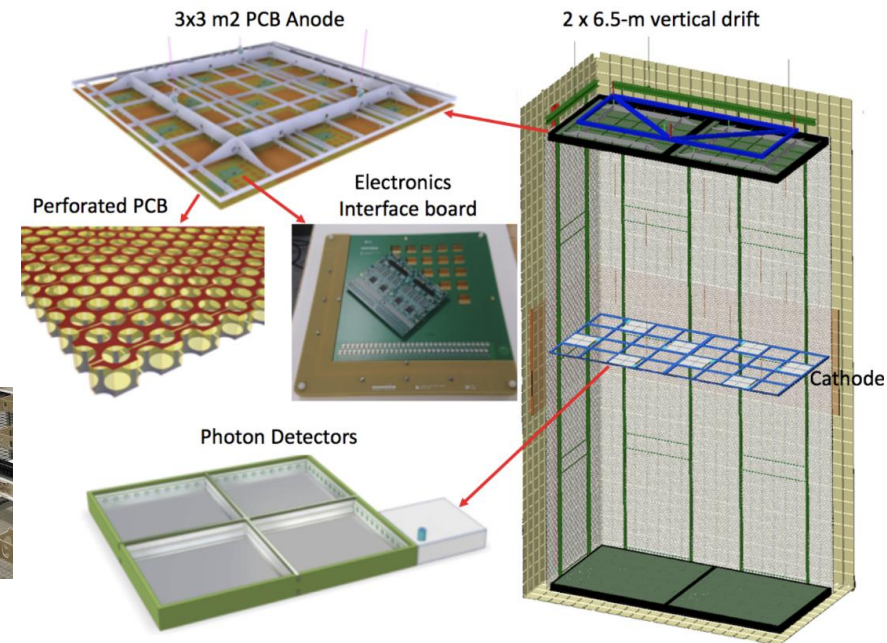 3x3 m2 PCB Anode
2 x 6.5-m vertical drift
Perforated PCB
Electronics
Interface board
Cathode
Photon Detectors